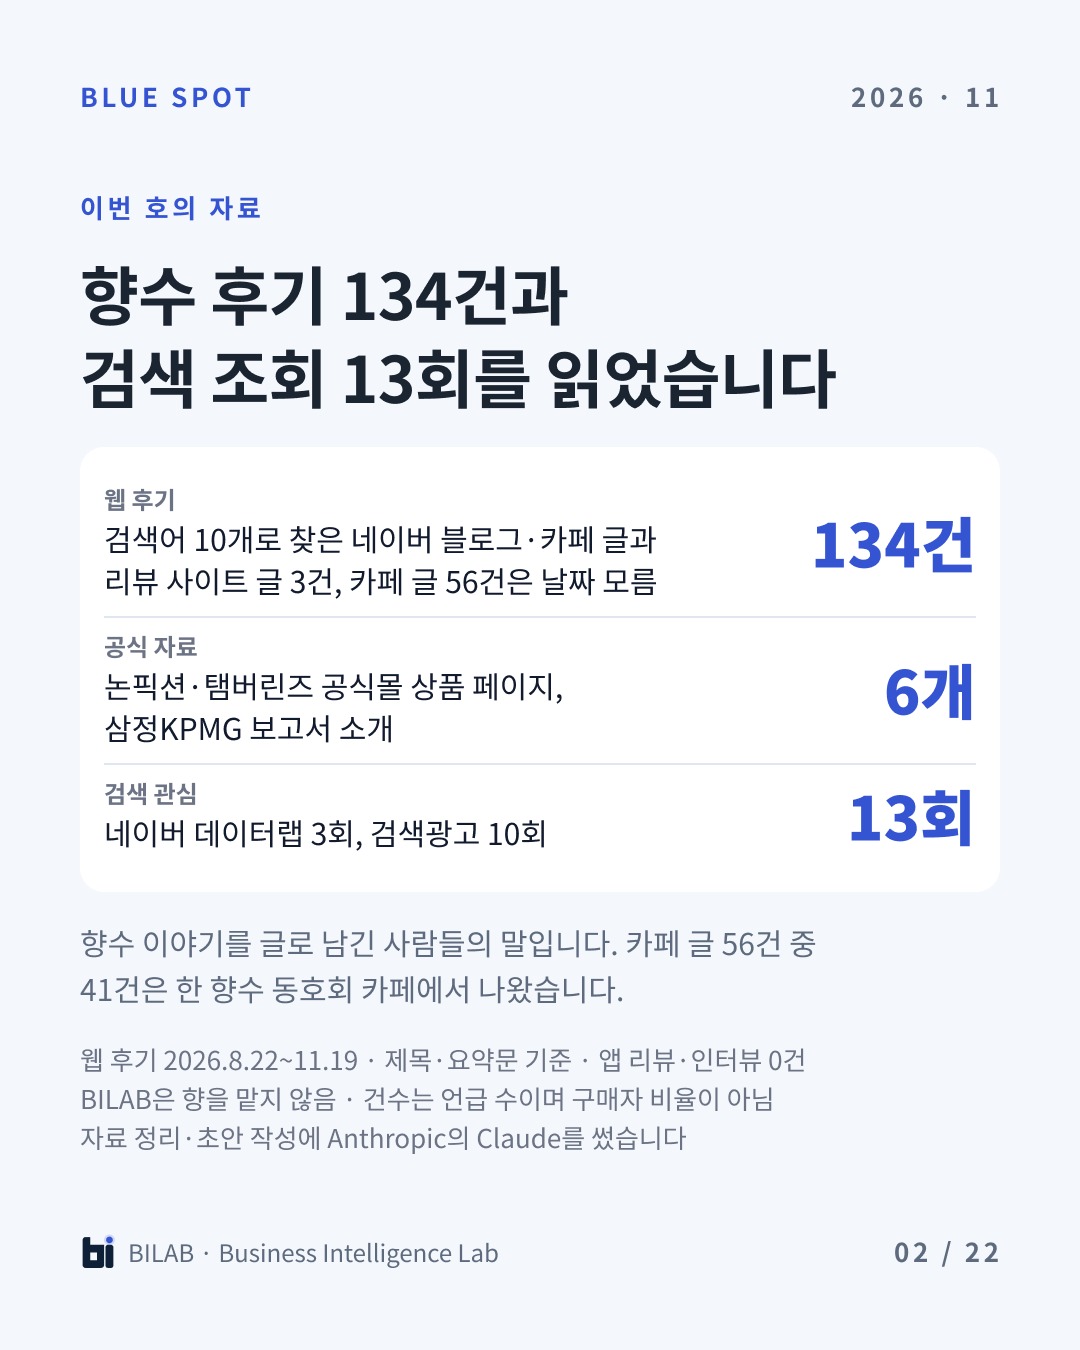 BLUE SPOT
2026 · 11
이번 호의 자료
향수 후기 134건과
검색 조회 13회를 읽었습니다
웹 후기
검색어 10개로 찾은 네이버 블로그·카페 글과
리뷰 사이트 글 3건, 카페 글 56건은 날짜 모름
134건
공식 자료
논픽션·탬버린즈 공식몰 상품 페이지,
삼정KPMG 보고서 소개
6개
검색 관심
네이버 데이터랩 3회, 검색광고 10회
13회
향수 이야기를 글로 남긴 사람들의 말입니다. 카페 글 56건 중
41건은 한 향수 동호회 카페에서 나왔습니다.
웹 후기 2026.8.22~11.19 · 제목·요약문 기준 · 앱 리뷰·인터뷰 0건
BILAB은 향을 맡지 않음 · 건수는 언급 수이며 구매자 비율이 아님
자료 정리·초안 작성에 Anthropic의 Claude를 썼습니다
bi BILAB · Business Intelligence Lab
02 / 22